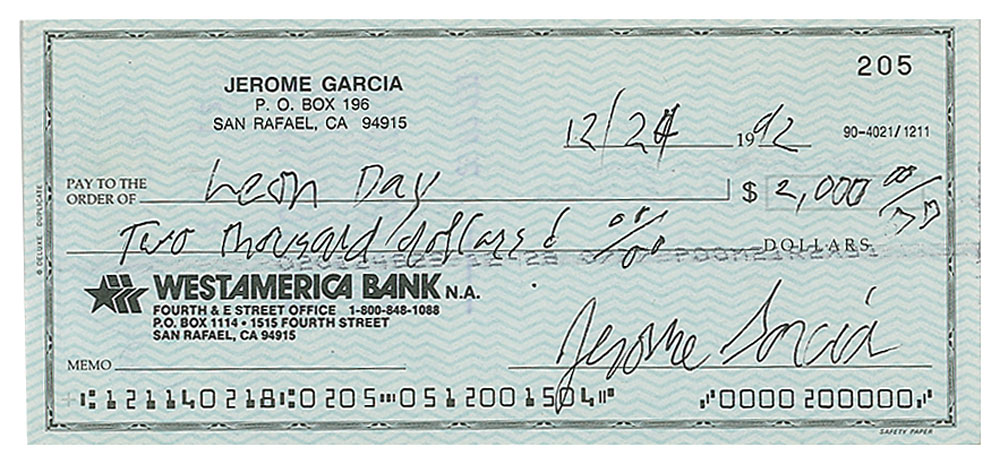 205
JEROME GARCIA
P. O. BOX 196
SAN RAFAEL, CA 94915
12/24 1992 90-4021/1211
PAY TO THE
ORDER OF Leon Day $ 2,000 00/
Two thousand dollars & 00/00 DOLLARS
WESTAMERICA BANK N.A.
FOURTH & E STREET OFFICE 1-800-848-1088
P.O. BOX 1114 • 1515 FOURTH STREET
SAN RAFAEL, CA 94915
Jerome Garcia
MEMO
⑆121140218⑆0205⑉0512001504⑈ ⑈0000200000⑈
SAFETY PAPER
© DELUXE DUPLICATE